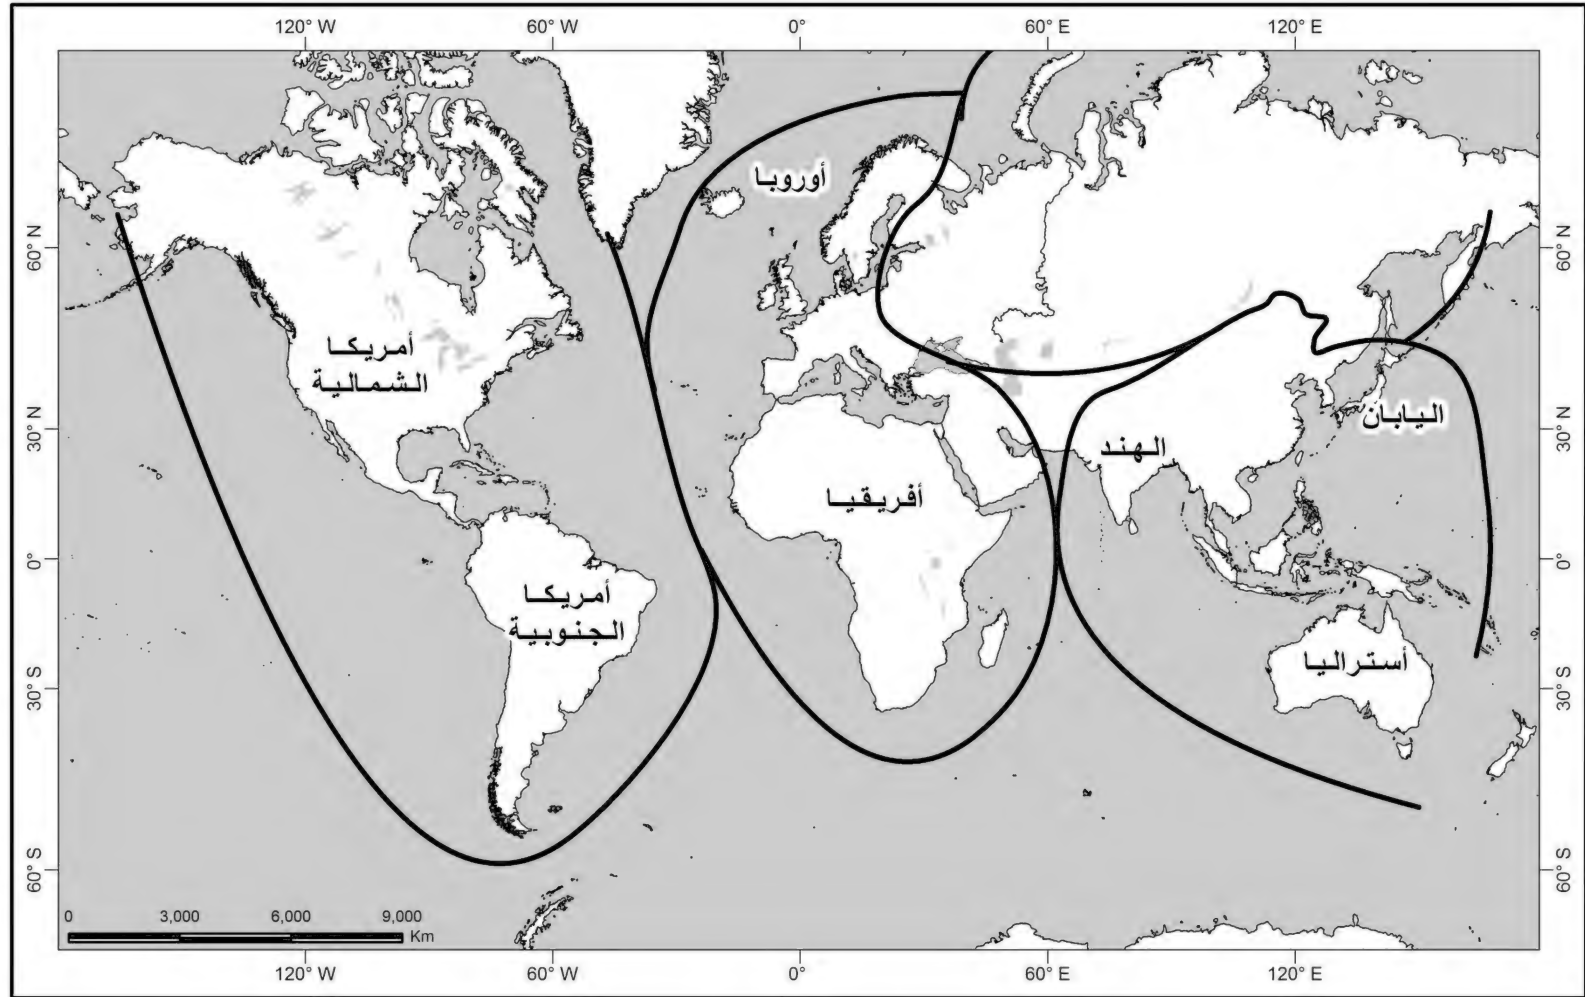 120° W 60° W 0° 60° E 120° E
أوروبا
60° N 60° N
أمريكا
الشمالية
اليابان
30° N 30° N
الهند
أفريقيا
0° 0°
أمريكا
الجنوبية
أستراليا
30° S 30° S
60° S 60° S
0 3,000 6,000 9,000
Km
120° W 60° W 0° 60° E 120° E